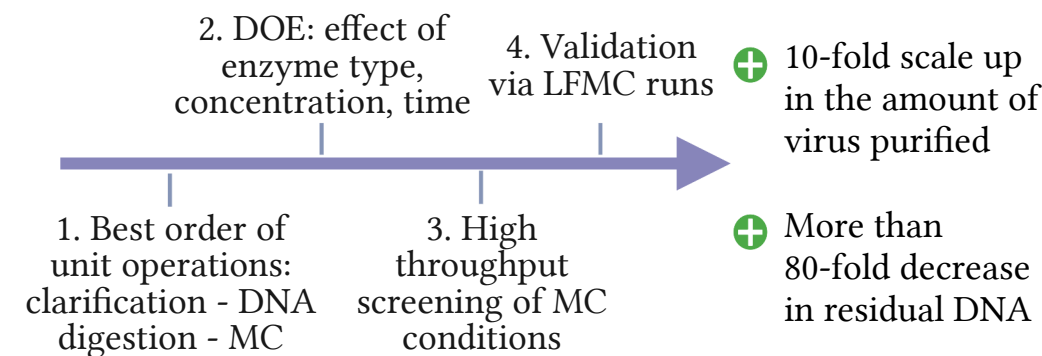 2. DOE: effect of
enzyme type,
concentration, time
4. Validation
via LFMC runs
10-fold scale up
in the amount of
virus purified
1. Best order of
unit operations:
clarification - DNA
digestion - MC
3. High
throughput
screening of MC
conditions
More than
80-fold decrease
in residual DNA